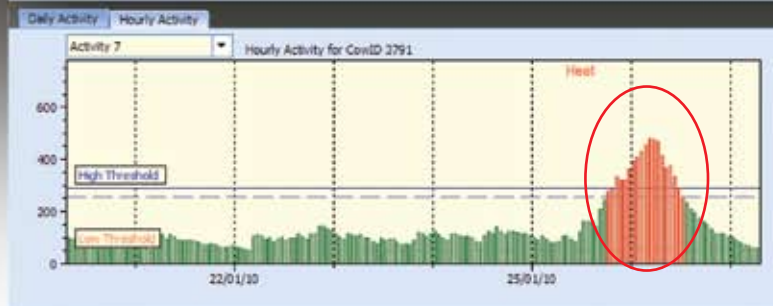 Daily Activity Hourly Activity
Activity 7 Hourly Activity for CowID 3791
Heat
600
400
High Threshold
200
Low Threshold
0
22/01/10 25/01/10